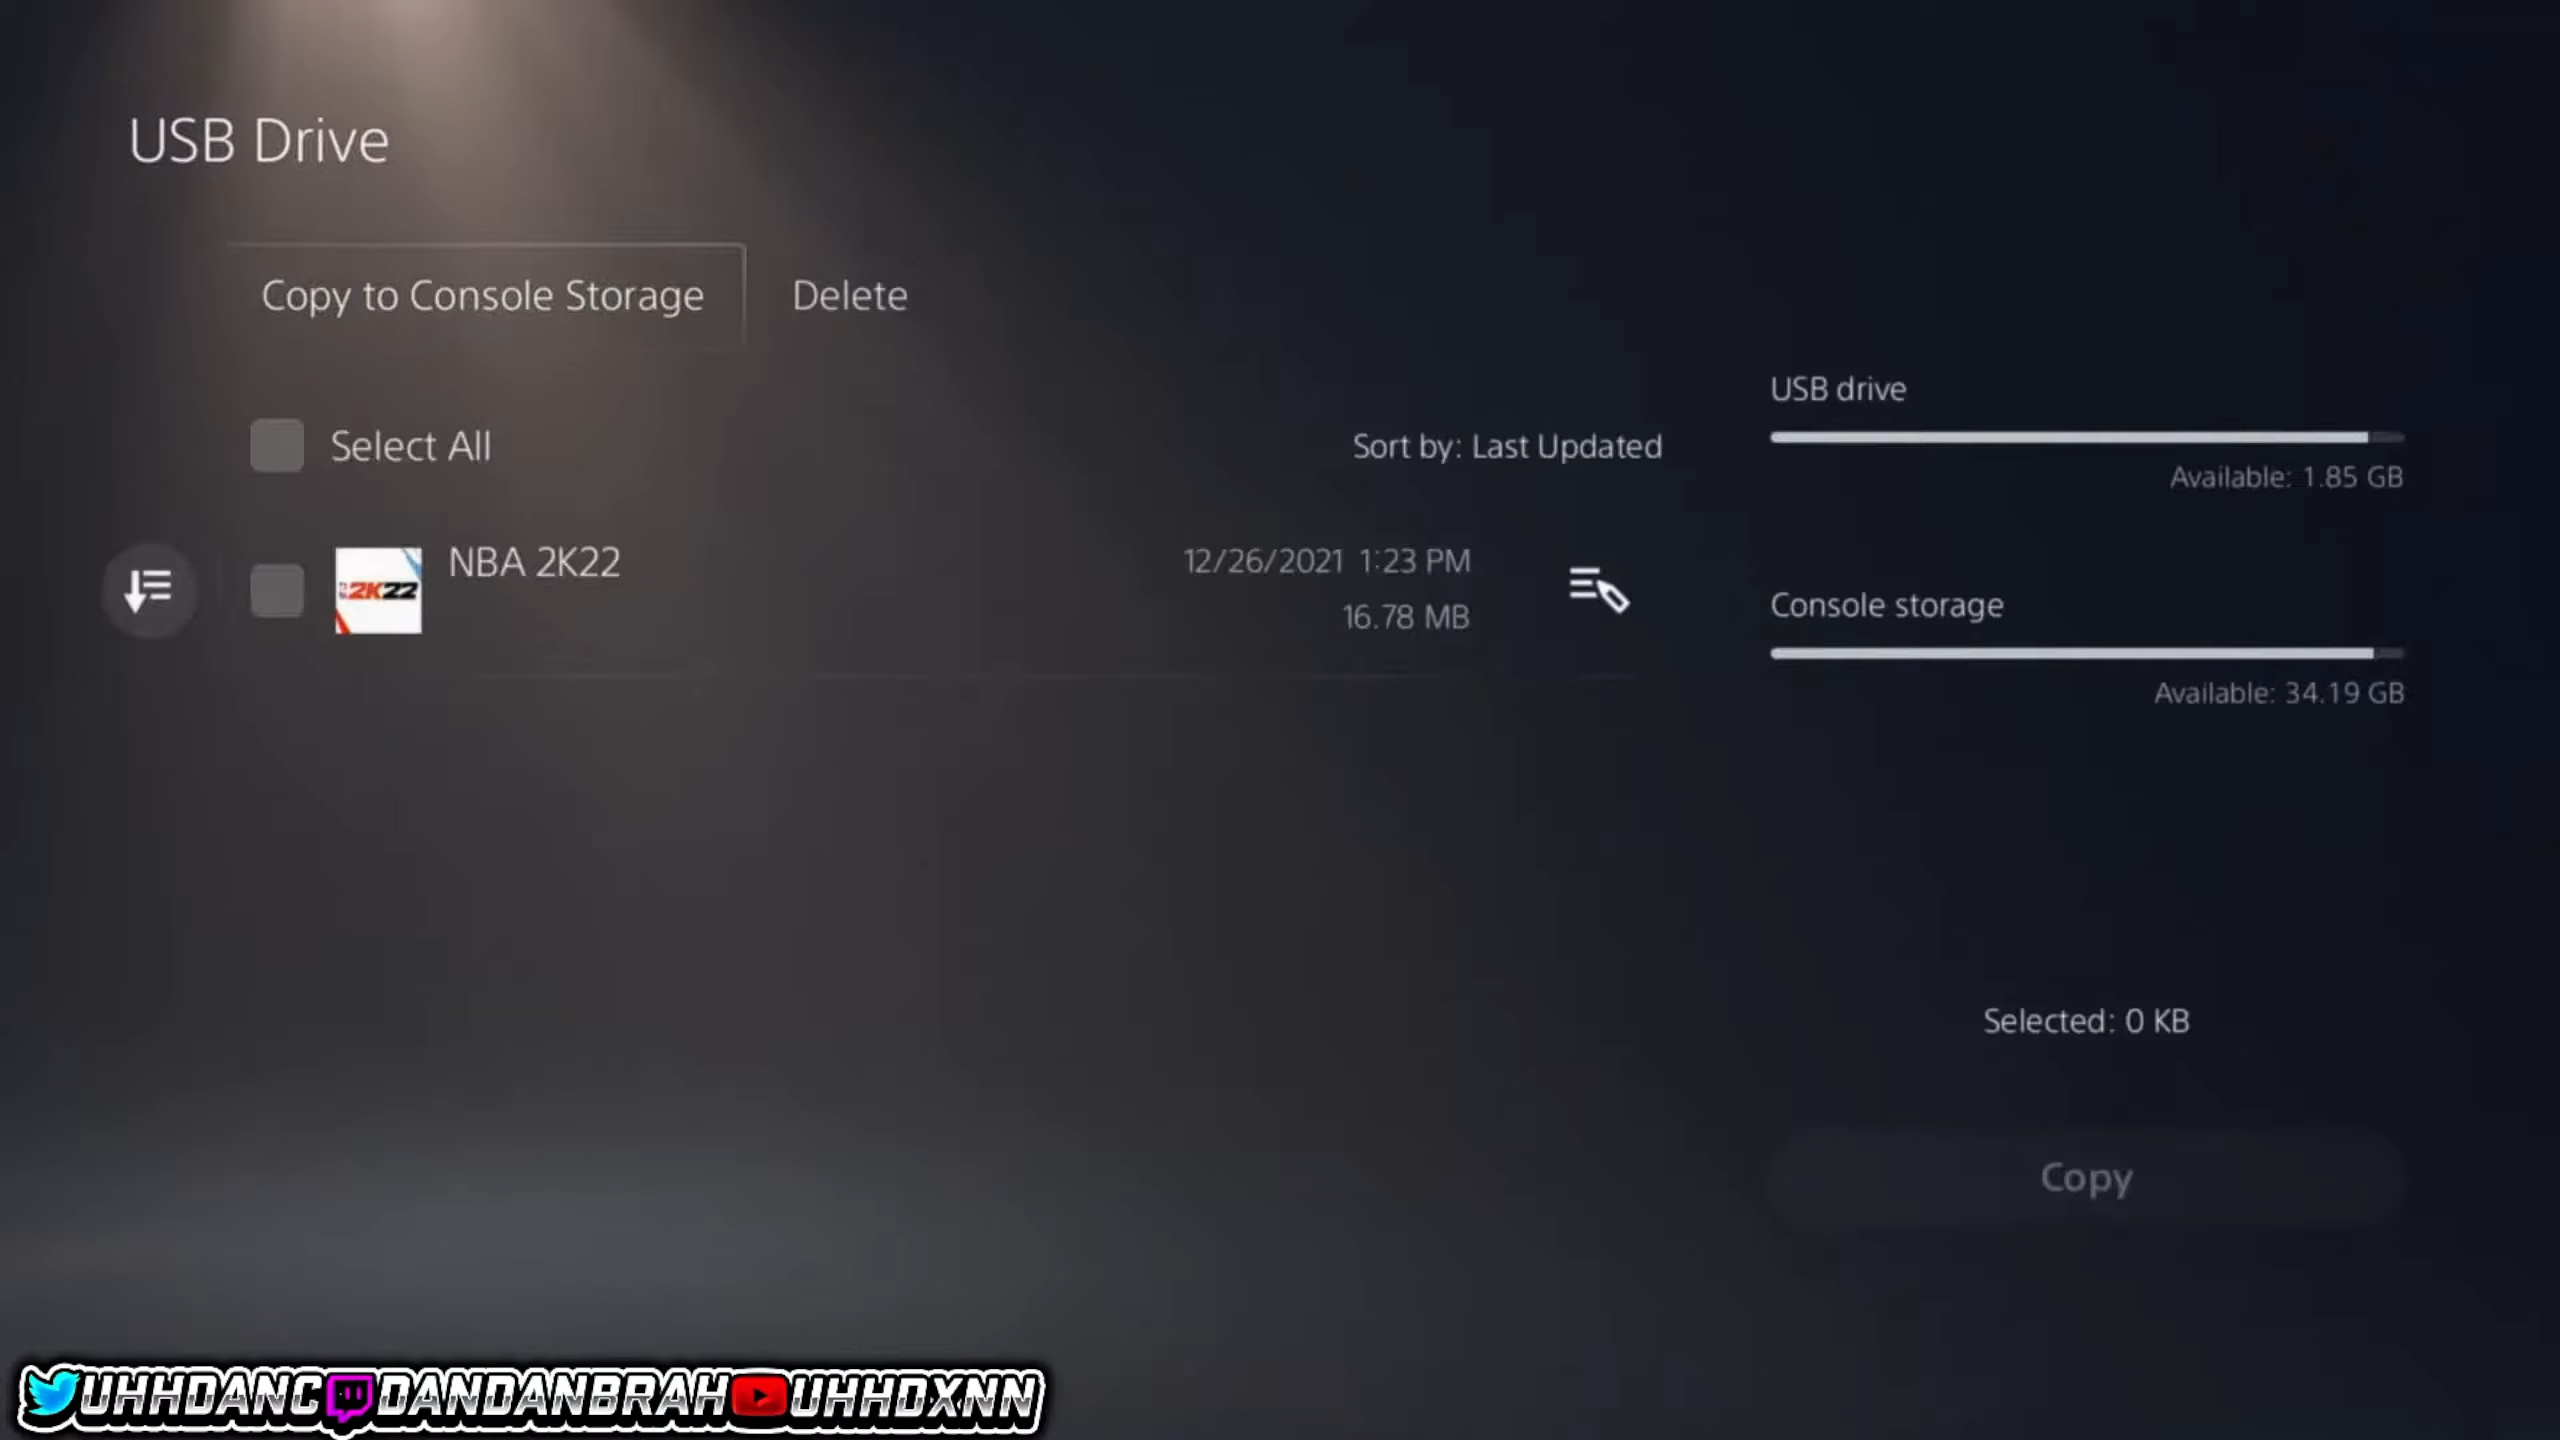 USB Drive
Copy to Console Storage
Delete
Select All
Sort by: Last Updated
2K22
NBA 2K22
12/26/2021 1:23 PM
16.78 MB
USB drive
Available: 1.85 GB
Console storage
Available: 34.19 GB
Selected: 0 KB
Copy
UHHDANC DANDANBRAH UHHDXNN